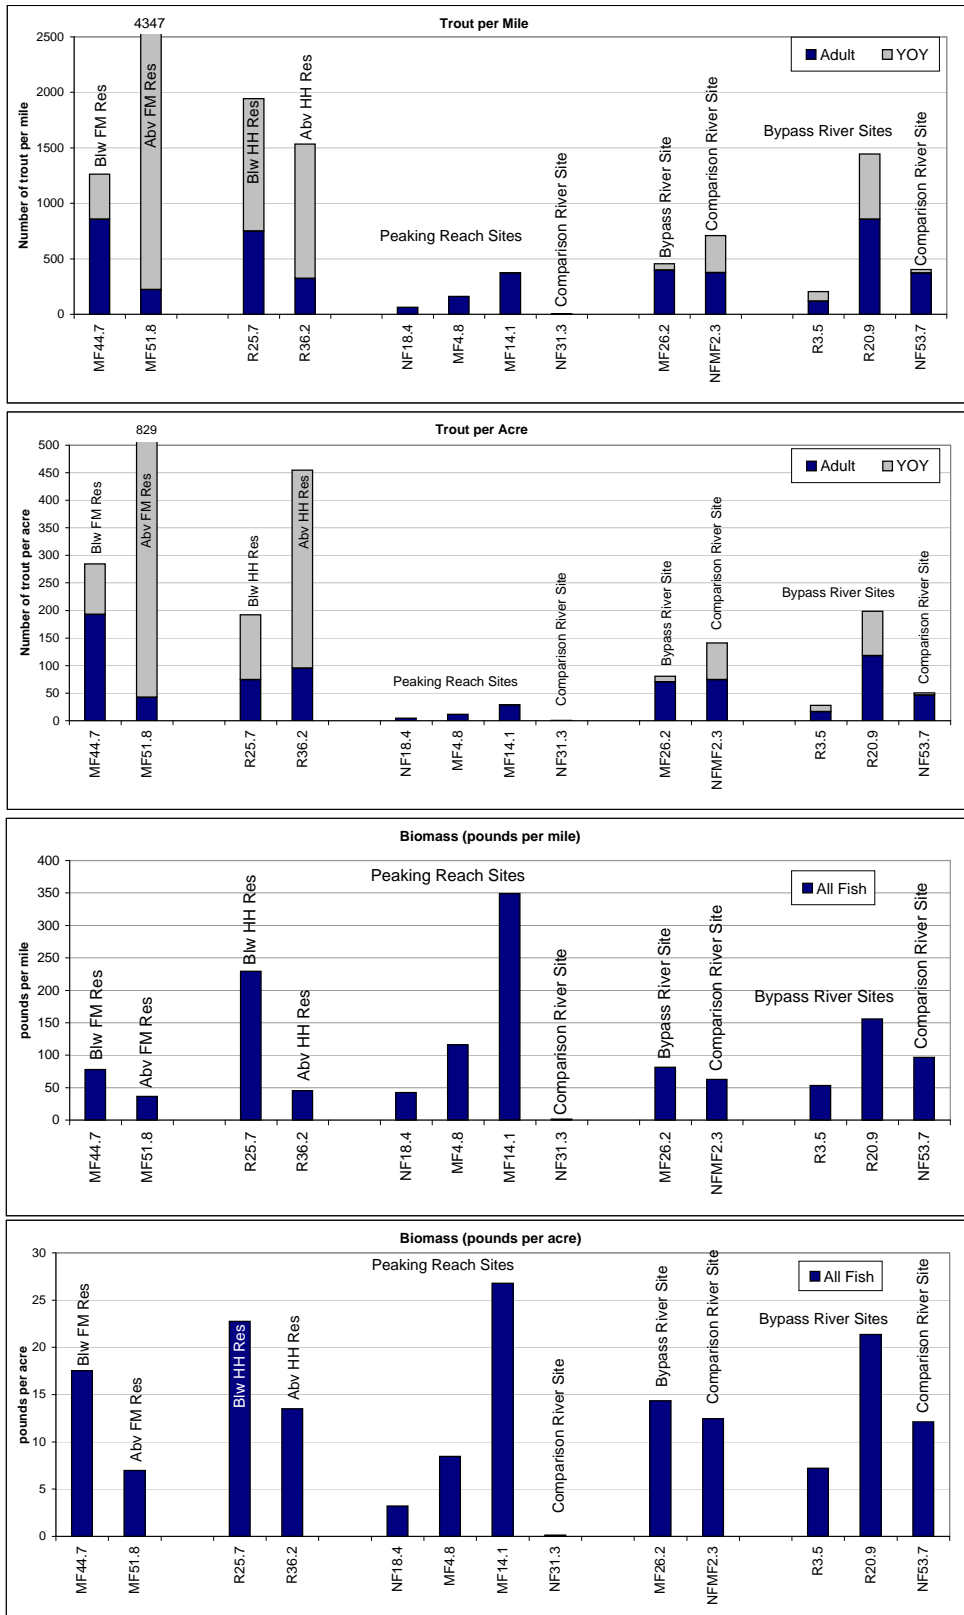 Trout per Mile
4347
2500
2000
1500
1000
500
0
Number of trout per mile
Adult
YOY
Blw FM Res
Abv FM Res
Blw HH Res
Abv HH Res
Peaking Reach Sites
Comparison River Site
Bypass River Site
Comparison River Site
Bypass River Sites
Comparison River Site
MF44.7
MF51.8
R25.7
R36.2
NF18.4
MF4.8
MF14.1
NF31.3
MF26.2
NFMF2.3
R3.5
R20.9
NF53.7
Trout per Acre
829
500
450
400
350
300
250
200
150
100
50
0
Number of trout per acre
Adult
YOY
Blw FM Res
Abv FM Res
Blw HH Res
Abv HH Res
Peaking Reach Sites
Comparison River Site
Bypass River Site
Comparison River Site
Bypass River Sites
Comparison River Site
MF44.7
MF51.8
R25.7
R36.2
NF18.4
MF4.8
MF14.1
NF31.3
MF26.2
NFMF2.3
R3.5
R20.9
NF53.7
Biomass (pounds per mile)
400
350
300
250
200
150
100
50
0
pounds per mile
All Fish
Blw FM Res
Abv FM Res
Blw HH Res
Abv HH Res
Peaking Reach Sites
Comparison River Site
Bypass River Site
Comparison River Site
Bypass River Sites
Comparison River Site
MF44.7
MF51.8
R25.7
R36.2
NF18.4
MF4.8
MF14.1
NF31.3
MF26.2
NFMF2.3
R3.5
R20.9
NF53.7
Biomass (pounds per acre)
30
25
20
15
10
5
0
pounds per acre
All Fish
Blw FM Res
Abv FM Res
Blw HH Res
Abv HH Res
Peaking Reach Sites
Comparison River Site
Bypass River Site
Comparison River Site
Bypass River Sites
Comparison River Site
MF44.7
MF51.8
R25.7
R36.2
NF18.4
MF4.8
MF14.1
NF31.3
MF26.2
NFMF2.3
R3.5
R20.9
NF53.7